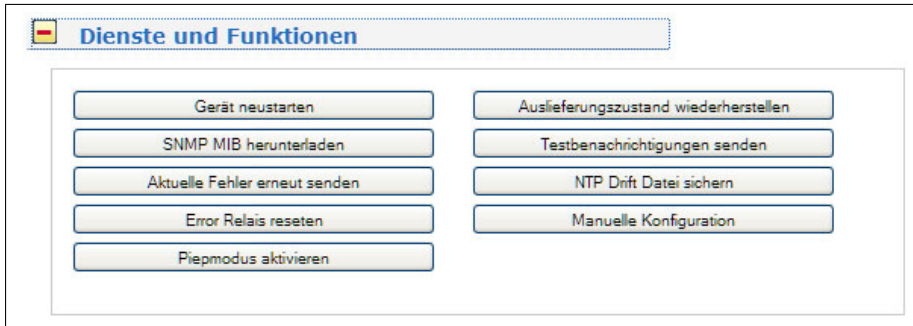 Dienste und Funktionen
Gerät neustarten
Auslieferungszustand wiederherstellen
SNMP MIB herunterladen
Testbenachrichtigungen senden
Aktuelle Fehler erneut senden
NTP Drift Datei sichern
Error Relais reseten
Manuelle Konfiguration
Piepmodus aktivieren